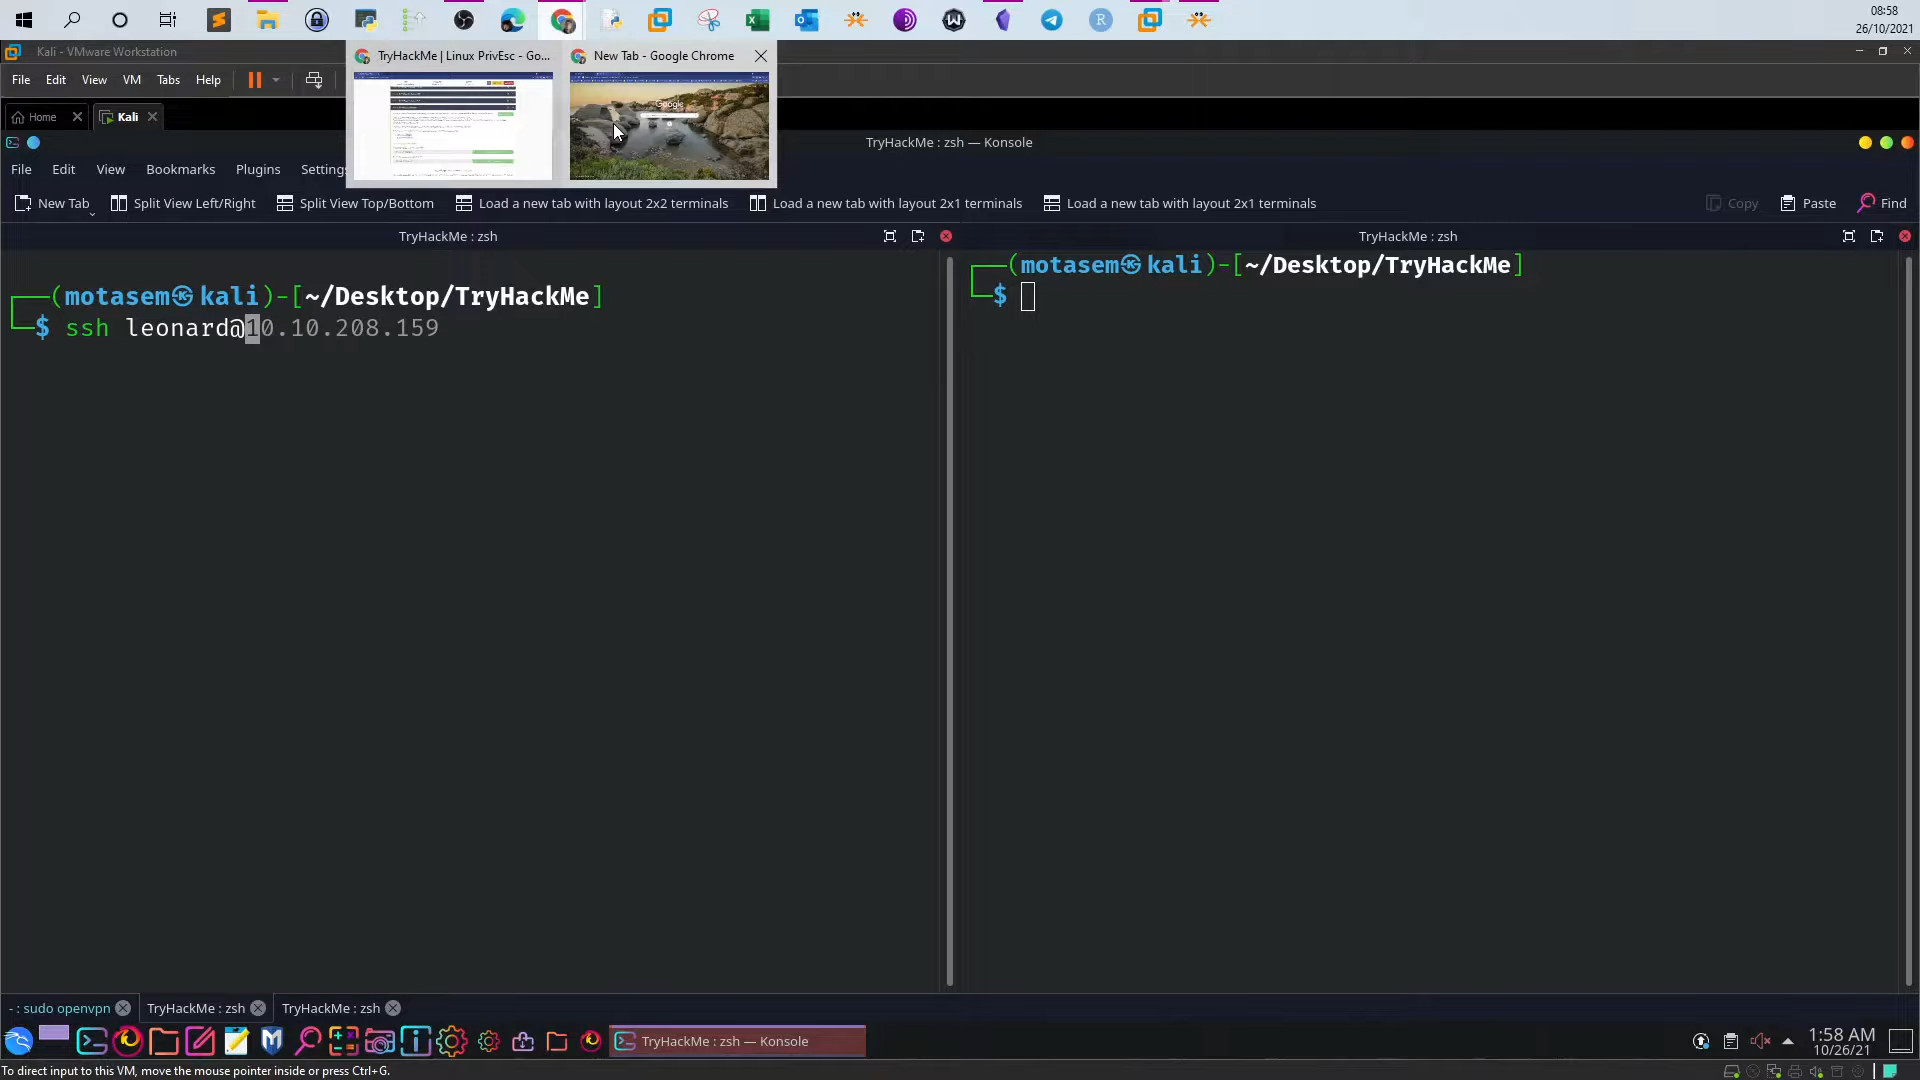 08:58
26/10/2021
Kali - VMware Workstation
TryHackMe | Linux PrivEsc - Go...
New Tab - Google Chrome
File Edit View VM Tabs Help
Google
Home
Kali
TryHackMe : zsh — Konsole
File Edit View Bookmarks Plugins Settings
New Tab Split View Left/Right Split View Top/Bottom Load a new tab with layout 2x2 terminals Load a new tab with layout 2x1 terminals Load a new tab with layout 2x1 terminals Copy Paste Find
TryHackMe : zsh
TryHackMe : zsh
(motasem㉿kali)-[~/Desktop/TryHackMe]
$ ssh leonard@10.10.208.159
(motasem㉿kali)-[~/Desktop/TryHackMe]
$
- : sudo openvpn
TryHackMe : zsh
TryHackMe : zsh
TryHackMe : zsh — Konsole
1:58 AM
10/26/21
To direct input to this VM, move the mouse pointer inside or press Ctrl+G.